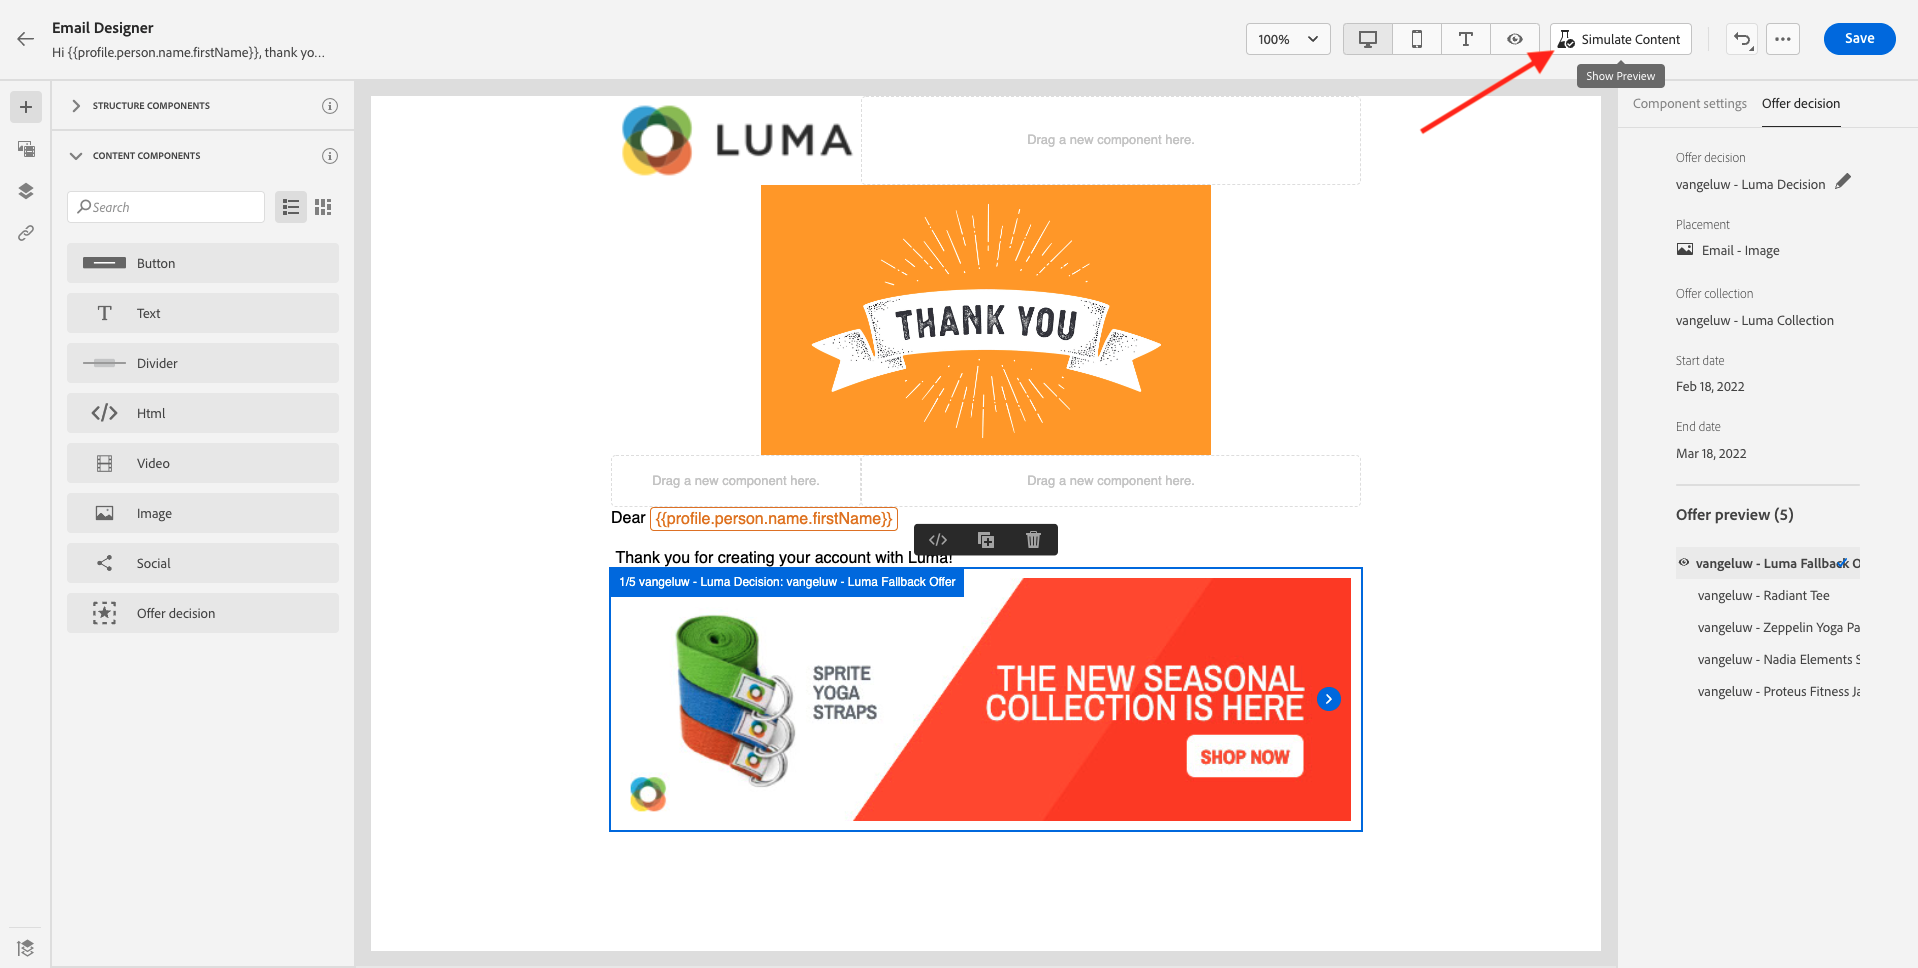 Email Designer
Hi {{profile.person.name.firstName}}, thank yo...
100%
Simulate Content
Save
Show Preview
STRUCTURE COMPONENTS
CONTENT COMPONENTS
Search
Button
Text
Divider
Html
Video
Image
Social
Offer decision
LUMA
Drag a new component here.
THANK YOU
Drag a new component here.
Drag a new component here.
Dear {{profile.person.name.firstName}}
Thank you for creating your account with Luma!
1/5 vangeluw - Luma Decision: vangeluw - Luma Fallback Offer
SPRITE
YOGA
STRAPS
THE NEW SEASONAL
COLLECTION IS HERE
SHOP NOW
Component settings
Offer decision
Offer decision
vangeluw - Luma Decision
Placement
Email - Image
Offer collection
vangeluw - Luma Collection
Start date
Feb 18, 2022
End date
Mar 18, 2022
Offer preview (5)
vangeluw - Luma Fallback O
vangeluw - Radiant Tee
vangeluw - Zeppelin Yoga Pa
vangeluw - Nadia Elements S
vangeluw - Proteus Fitness Ja